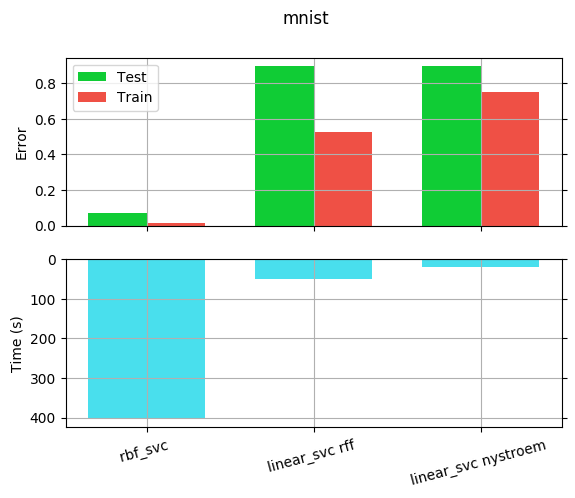 mnist
Test
Train
Error
0.8
0.6
0.4
0.2
0.0
Time (s)
0
100
200
300
400
rbf_svc
linear_svc rff
linear_svc nystroem